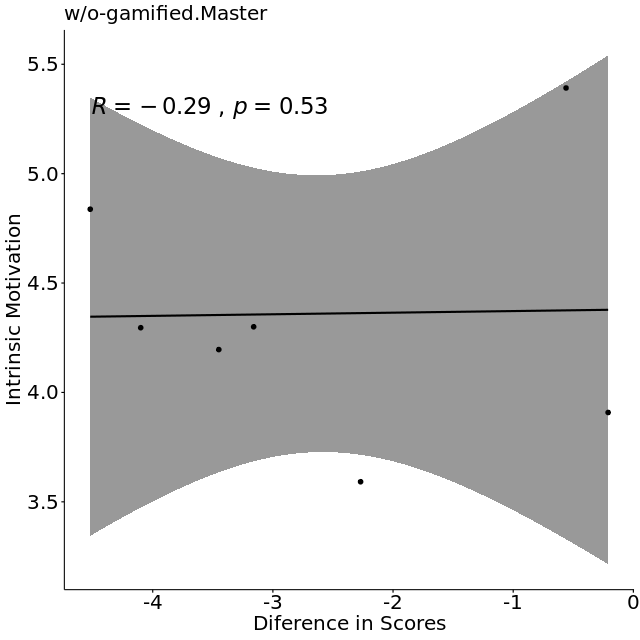 w/o-gamified.Master
R = − 0.29 , p = 0.53
5.5
5.0
4.5
4.0
3.5
Intrinsic Motivation
-4 -3 -2 -1 0
Diference in Scores